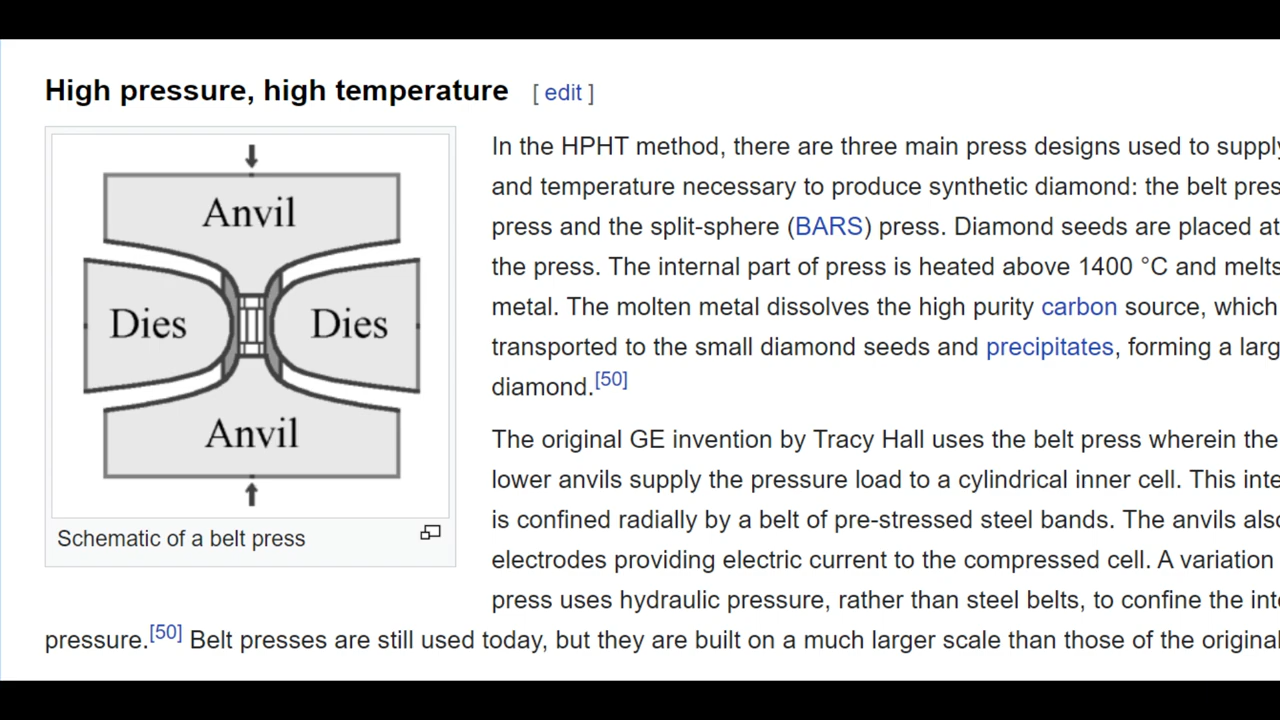 High pressure, high temperature [ edit ]
Anvil
Dies Dies
Anvil
Schematic of a belt press
In the HPHT method, there are three main press designs used to supply
and temperature necessary to produce synthetic diamond: the belt
press and the split-sphere (BARS) press. Diamond seeds are placed at
the press. The internal part of press is heated above 1400 °C and melts
metal. The molten metal dissolves the high purity carbon source, which
transported to the small diamond seeds and precipitates, forming a
diamond.[50]
The original GE invention by Tracy Hall uses the belt press wherein the
lower anvils supply the pressure load to a cylindrical inner cell. This
is confined radially by a belt of pre-stressed steel bands. The anvils
electrodes providing electric current to the compressed cell. A variation
press uses hydraulic pressure, rather than steel belts, to confine the
pressure.[50] Belt presses are still used today, but they are built on a much larger scale than those of the original